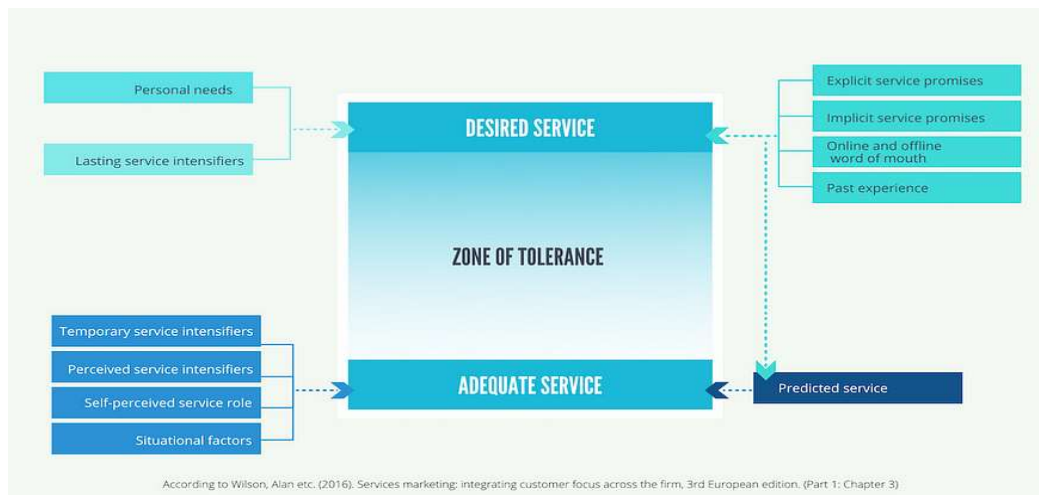 Personal needs
Lasting service intensifiers
DESIRED SERVICE
Explicit service promises
Implicit service promises
Online and offline
word of mouth
Past experience
ZONE OF TOLERANCE
Temporary service intensifiers
Perceived service intensifiers
Self-perceived service role
Situational factors
ADEQUATE SERVICE
Predicted service
According to Wilson, Alan etc. (2016). Services marketing: integrating customer focus across the firm, 3rd European edition. (Part 1: Chapter 3)